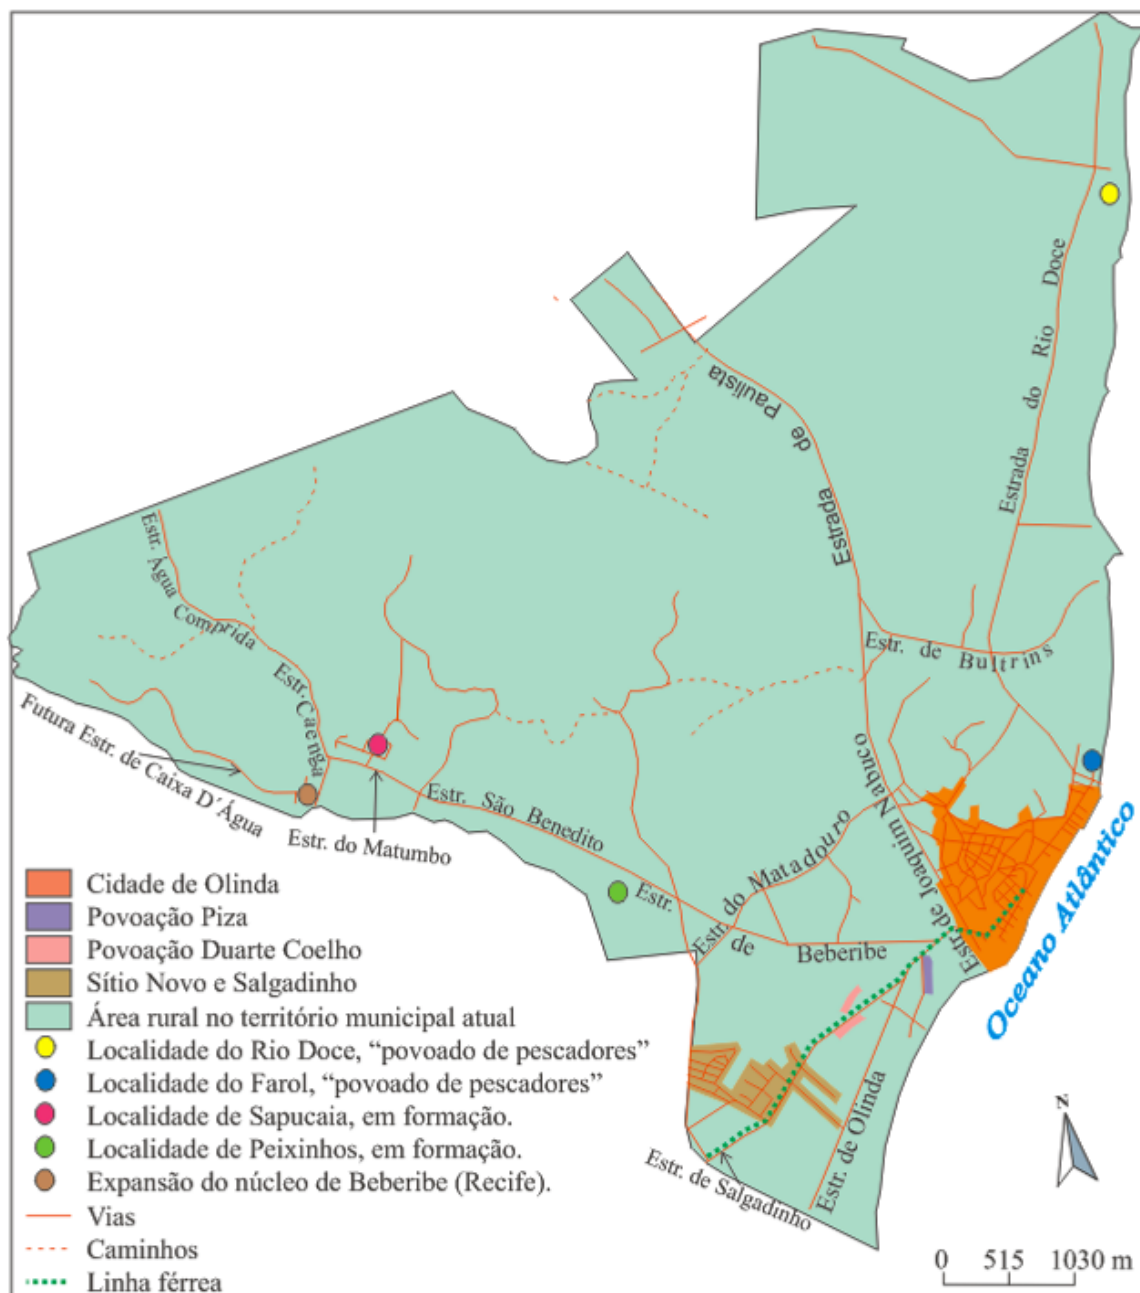 Estrada do Rio Doce
Estrada de Paulista
Estr. Água Comprida
Estr. Caenga
Estr. de Bultrins
Futura Estr. de Caixa D´Água
Estr. do Matumbo
Estr. São Benedito
Estr. do Matadouro
Estr. de Joaquim Nabuco
Estr. de Beberibe
Oceano Atlântico
Estr. de Olinda
Estr. de Salgadinho
Cidade de Olinda
Povoação Piza
Povoação Duarte Coelho
Sítio Novo e Salgadinho
Área rural no território municipal atual
Localidade do Rio Doce, “povoado de pescadores”
Localidade do Farol, “povoado de pescadores”
Localidade de Sapucaia, em formação.
Localidade de Peixinhos, em formação.
Expansão do núcleo de Beberibe (Recife).
Vias
Caminhos
Linha férrea
N
0 515 1030 m